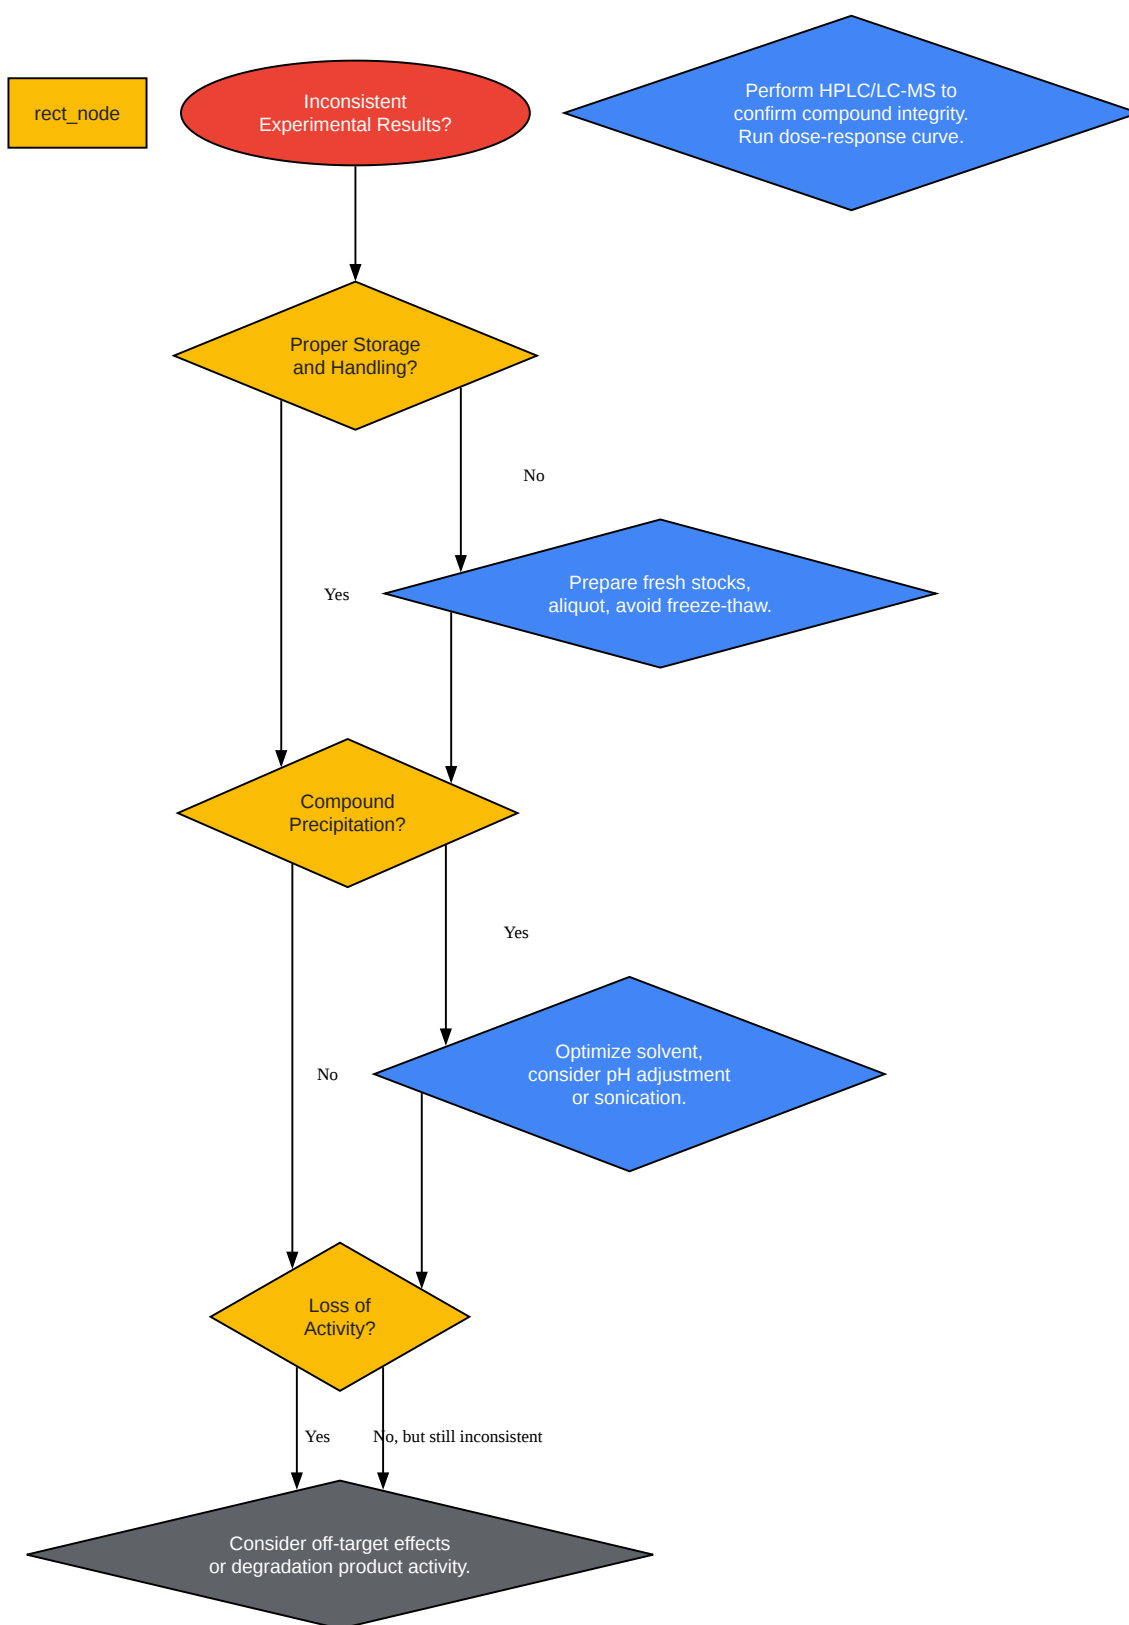 rect_node
Inconsistent
Experimental Results?
Perform HPLC/LC-MS to
confirm compound integrity.
Run dose-response curve.
Proper Storage
and Handling?
No
Prepare fresh stocks,
aliquot, avoid freeze-thaw.
Yes
Compound
Precipitation?
Yes
Optimize solvent,
consider pH adjustment
or sonication.
No
Loss of
Activity?
Yes
No, but still inconsistent
Consider off-target effects
or degradation product activity.